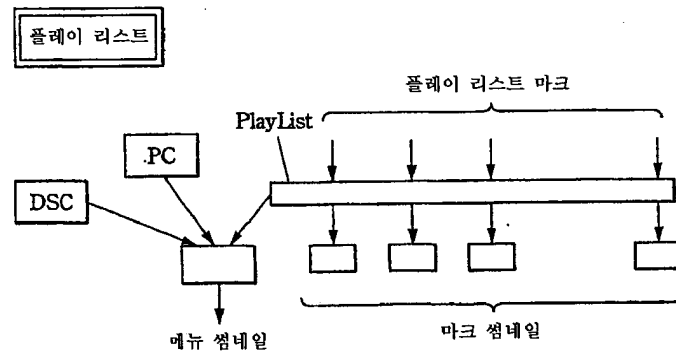 플레이 리스트
플레이 리스트 마크
PlayList
.PC
DSC
메뉴 썸네일
마크 썸네일